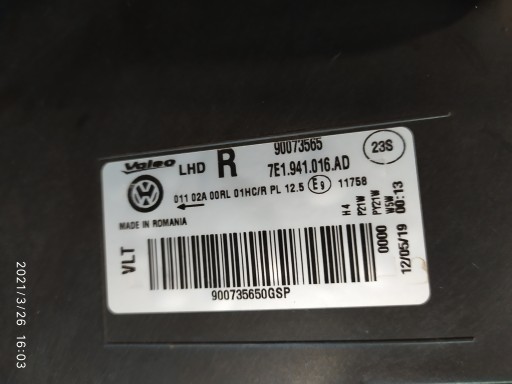 Valeo LHD R 90073565
7E1.941.016.AD 23S
011 02A 00RL 01HC/R PL 12.5 E9 11758
MADE IN ROMANIA
VLT
H4
P21W
PY21W
W5W
0000
12/05/19 00:13
900735650GSP
2021/3/26 16:03